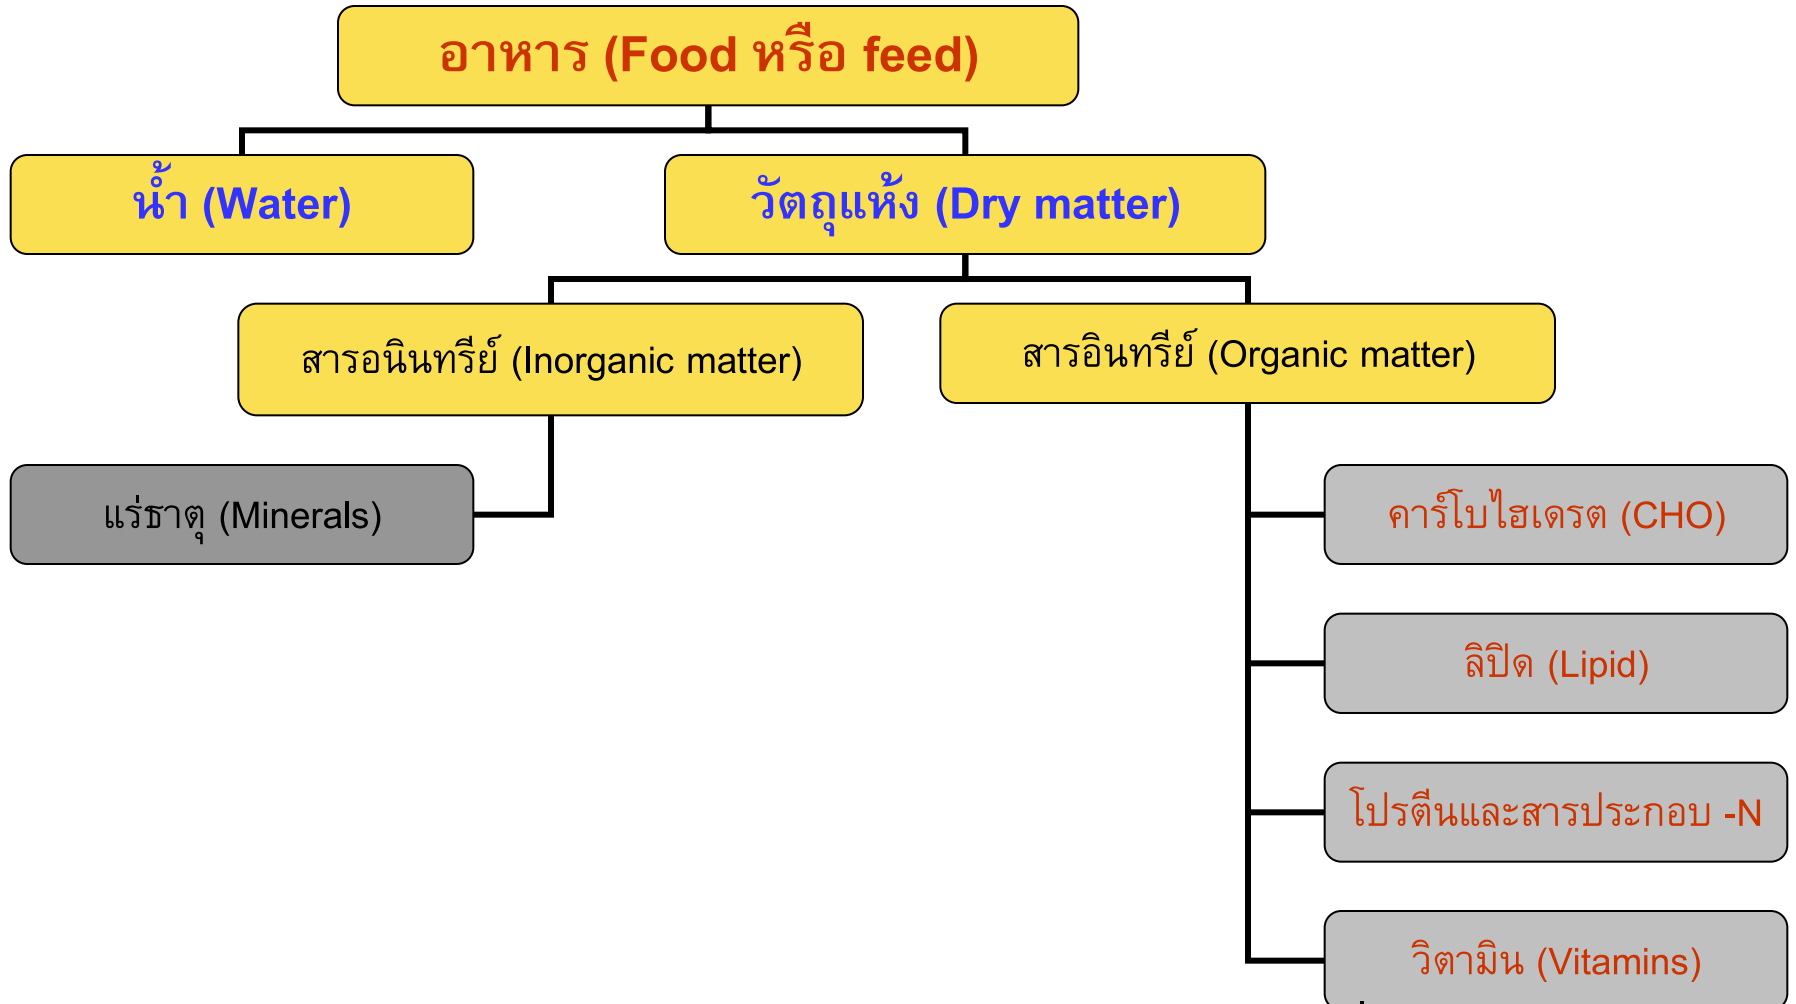 อาหาร (Food หรือ feed)
น้ำ (Water)
วัตถุแห้ง (Dry matter)
สารอนินทรีย์ (Inorganic matter)
สารอินทรีย์ (Organic matter)
แร่ธาตุ (Minerals)
คาร์โบไฮเดรต (CHO)
ลิปิด (Lipid)
โปรตีนและสารประกอบ -N
วิตามิน (Vitamins)